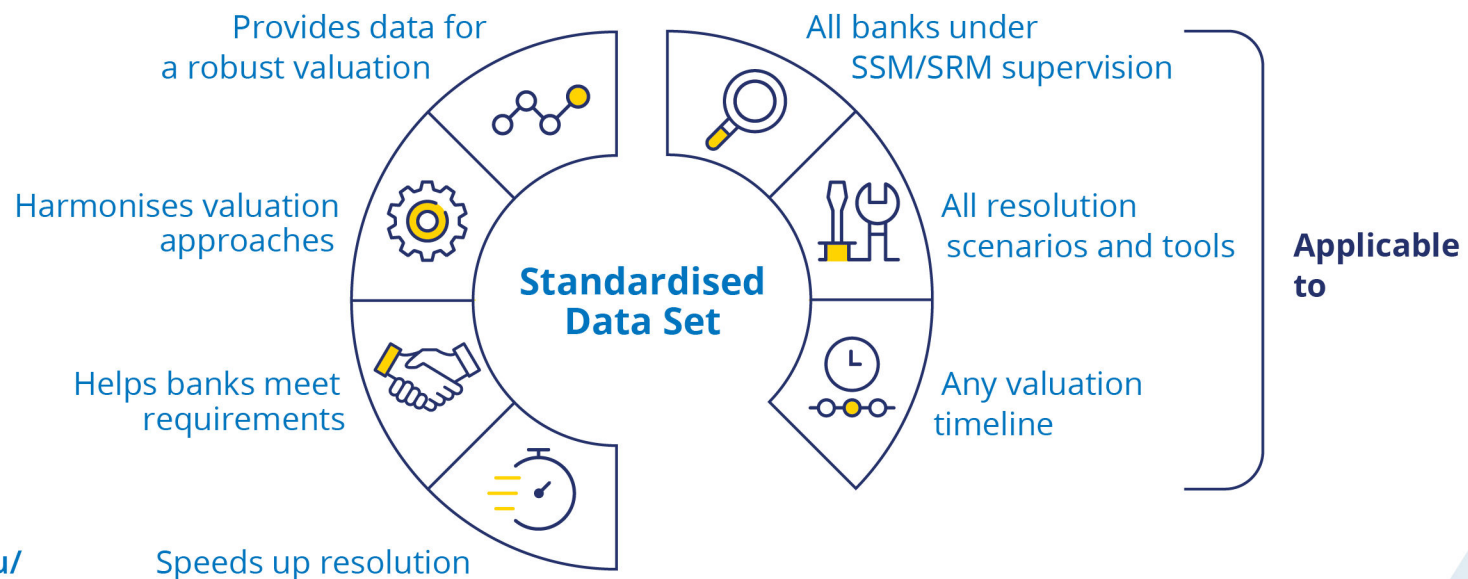 Provides data for
a robust valuation
Harmonises valuation
approaches
Helps banks meet
requirements
Speeds up resolution
Standardised
Data Set
All banks under
SSM/SRM supervision
All resolution
scenarios and tools
Any valuation
timeline
Applicable
to
u/